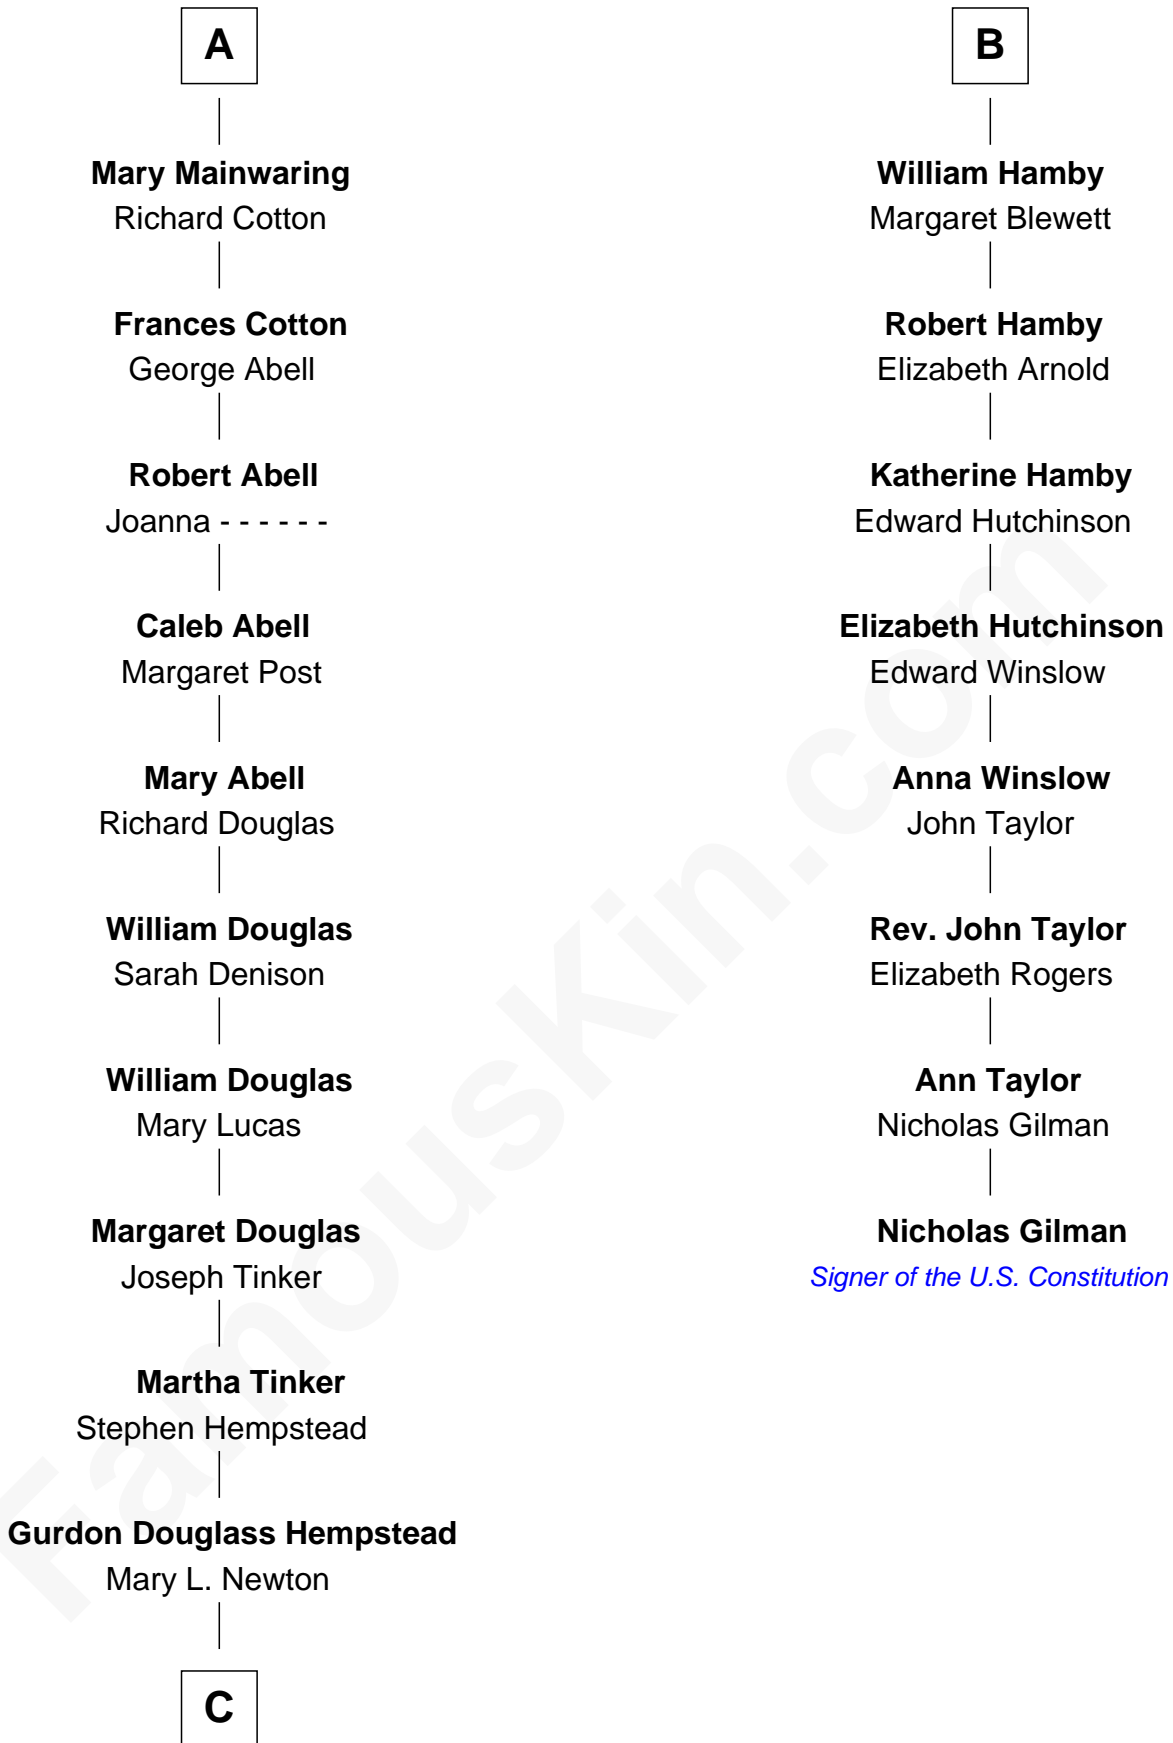 A
Mary Mainwaring
Richard Cotton
Frances Cotton
George Abell
Robert Abell
Joanna - - - - - -
Caleb Abell
Margaret Post
Mary Abell
Richard Douglas
William Douglas
Sarah Denison
William Douglas
Mary Lucas
Margaret Douglas
Joseph Tinker
Martha Tinker
Stephen Hempstead
Gurdon Douglass Hempstead
Mary L. Newton
C
B
William Hamby
Margaret Blewett
Robert Hamby
Elizabeth Arnold
Katherine Hamby
Edward Hutchinson
Elizabeth Hutchinson
Edward Winslow
Anna Winslow
John Taylor
Rev. John Taylor
Elizabeth Rogers
Ann Taylor
Nicholas Gilman
Nicholas Gilman
Signer of the U.S. Constitution
FamousKin.com